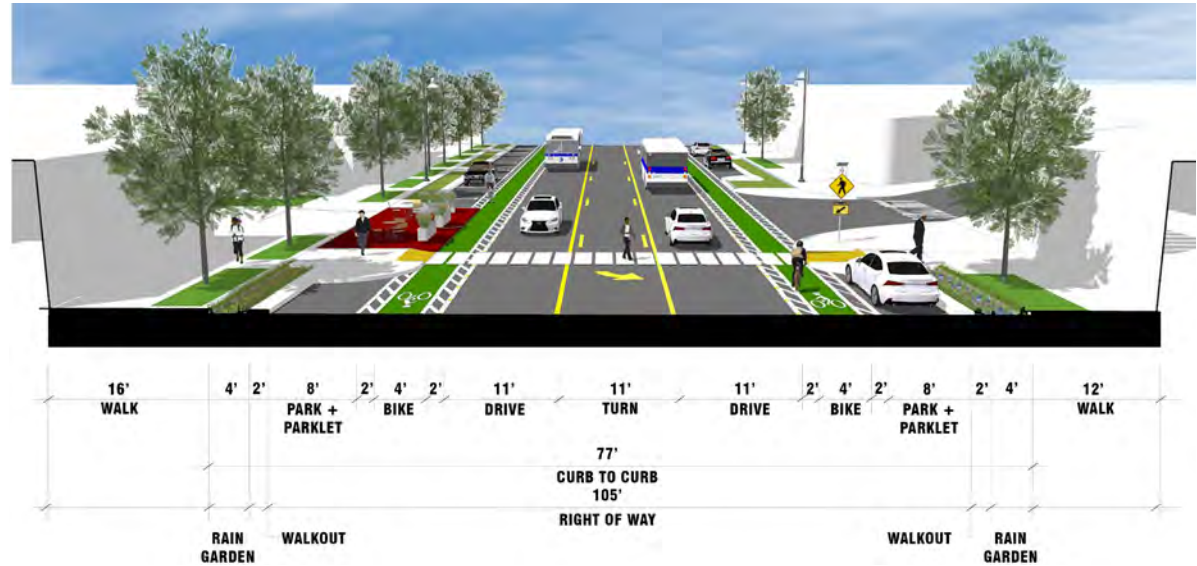 16' 4' 2' 8' 2' 4' 2' 11' 11' 11' 2' 4' 2' 8' 2' 4' 12'
WALK PARK + BIKE DRIVE TURN DRIVE BIKE PARK + WALK
PARKLET PARKLET
77'
CURB TO CURB
105'
RIGHT OF WAY
RAIN WALKOUT WALKOUT RAIN
GARDEN GARDEN